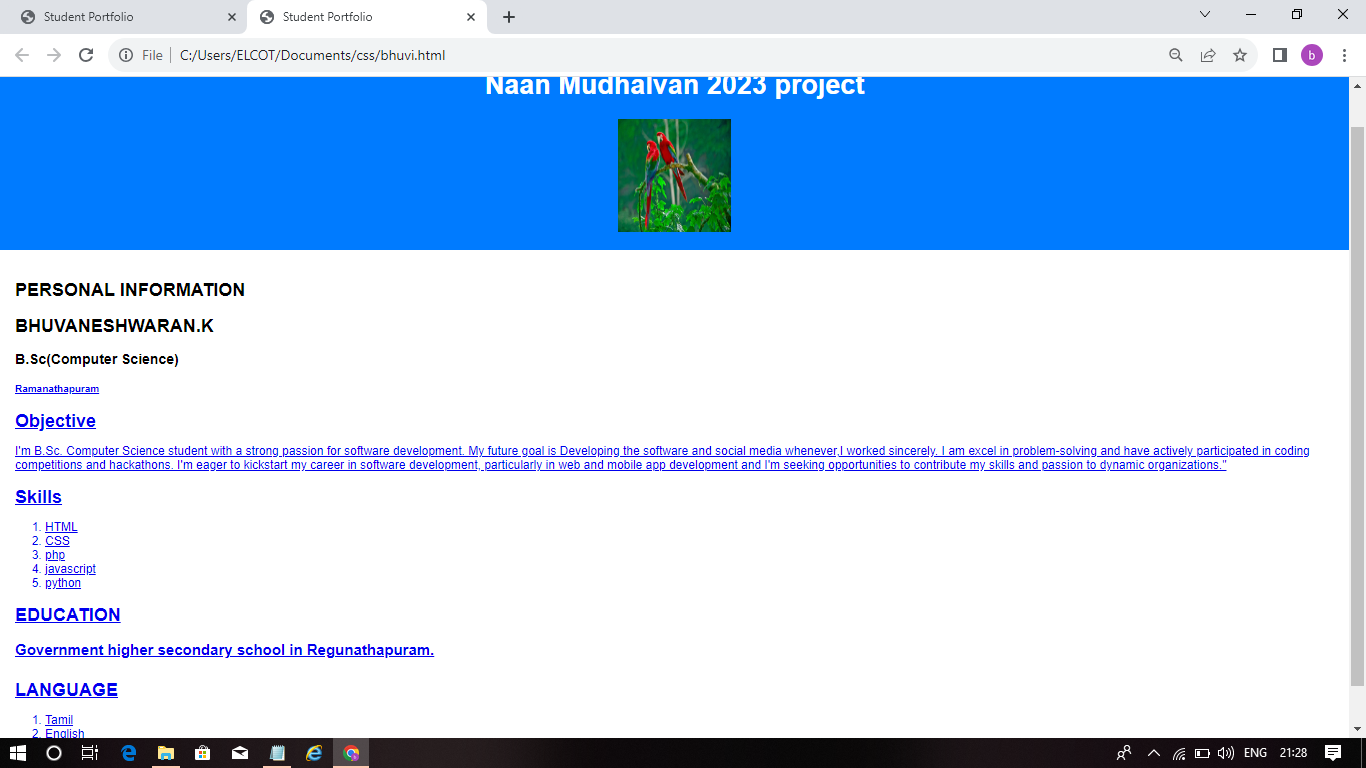 Student Portfolio
Student Portfolio
File
C:/Users/ELCOT/Documents/css/bhuvi.html
b
Naan Mudhalvan 2023 project
PERSONAL INFORMATION
BHUVANESHWARAN.K
B.Sc(Computer Science)
Ramanathapuram
Objective
I'm B.Sc. Computer Science student with a strong passion for software development. My future goal is Developing the software and social media whenever,I worked sincerely. I am excel in problem-solving and have actively participated in coding
competitions and hackathons. I'm eager to kickstart my career in software development, particularly in web and mobile app development and I'm seeking opportunities to contribute my skills and passion to dynamic organizations."
Skills
1. HTML
2. CSS
3. php
4. javascript
5. python
EDUCATION
Government higher secondary school in Regunathapuram.
LANGUAGE
1. Tamil
2. English
ENG
21:28